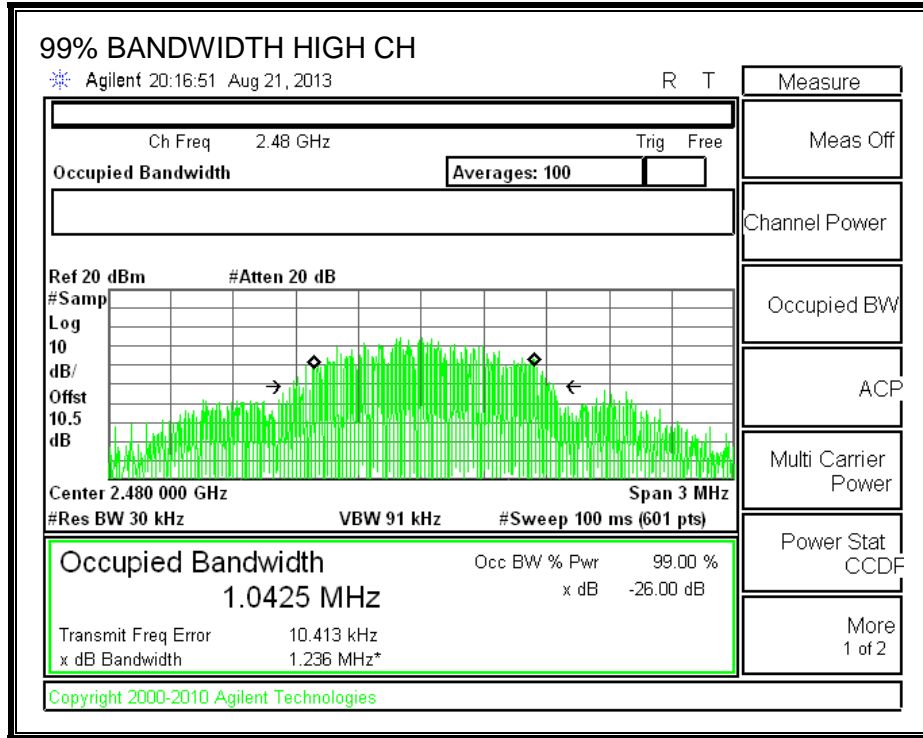 99% BANDWIDTH HIGH CH
Agilent 20:16:51 Aug 21, 2013 R T
Ch Freq 2.48 GHz Trig Free
Occupied Bandwidth Averages: 100
Ref 20 dBm #Atten 20 dB
#Samp
Log
10
dB/
Offst
10.5
dB
Center 2.480 000 GHz Span 3 MHz
#Res BW 30 kHz VBW 91 kHz #Sweep 100 ms (601 pts)
Occupied Bandwidth Occ BW % Pwr 99.00 %
1.0425 MHz x dB -26.00 dB
Transmit Freq Error 10.413 kHz
x dB Bandwidth 1.236 MHz*
Copyright 2000-2010 Agilent Technologies
Measure
Meas Off
Channel Power
Occupied BW
ACP
Multi Carrier
Power
Power Stat
CCDF
More
1 of 2